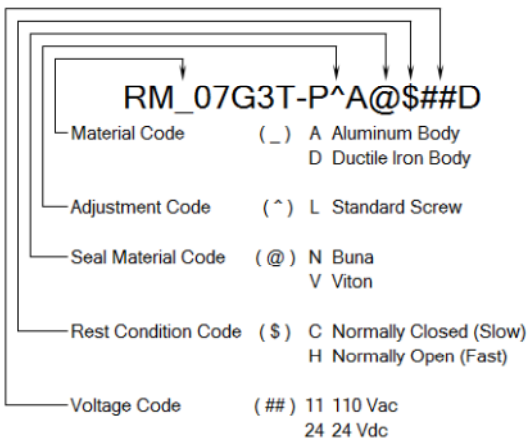 RM_07G3T-P^A@$##D
Material Code (_) A Aluminum Body
D Ductile Iron Body
Adjustment Code (^) L Standard Screw
Seal Material Code (@) N Buna
V Viton
Rest Condition Code ($) C Normally Closed (Slow)
H Normally Open (Fast)
Voltage Code (##) 11 110 Vac
24 24 Vdc